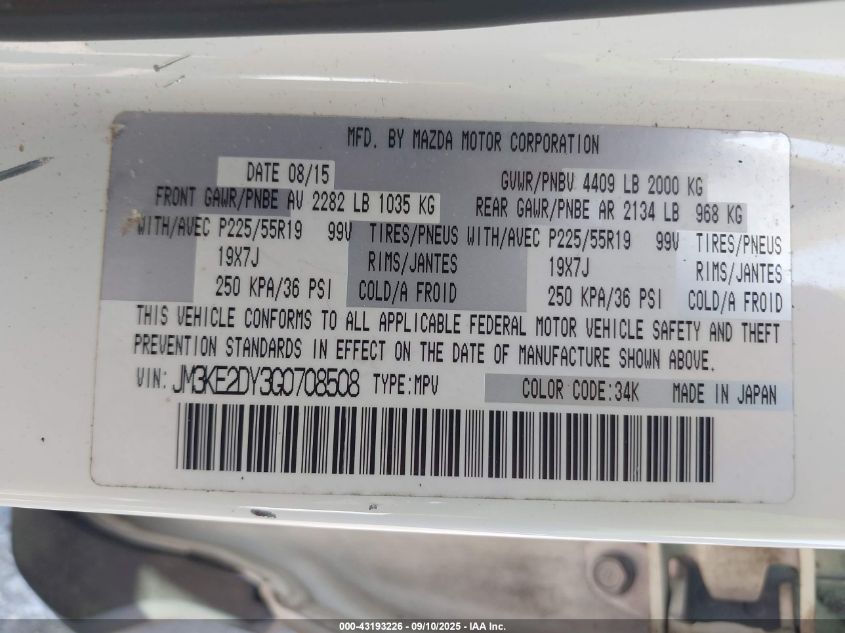 MFD. BY MAZDA MOTOR CORPORATION
DATE 08/15 GVWR/PNBV 4409 LB 2000 KG
FRONT GAWR/PNBE AV 2282 LB 1035 KG REAR GAWR/PNBE AR 2134 LB 968 KG
WITH/AVEC P225/55R19 99V TIRES/PNEUS WITH/AVEC P225/55R19 99V TIRES/PNEUS
19X7J RIMS/JANTES 19X7J RIMS/JANTES
250 KPA/36 PSI COLD/A FROID 250 KPA/36 PSI COLD/A FROID
THIS VEHICLE CONFORMS TO ALL APPLICABLE FEDERAL MOTOR VEHICLE SAFETY AND THEFT
PREVENTION STANDARDS IN EFFECT ON THE DATE OF MANUFACTURE SHOWN ABOVE.
VIN: JM3KE2DY3G0708508 TYPE:MPV COLOR CODE:34K MADE IN JAPAN
000-43193226 - 09/10/2025 - IAA Inc.